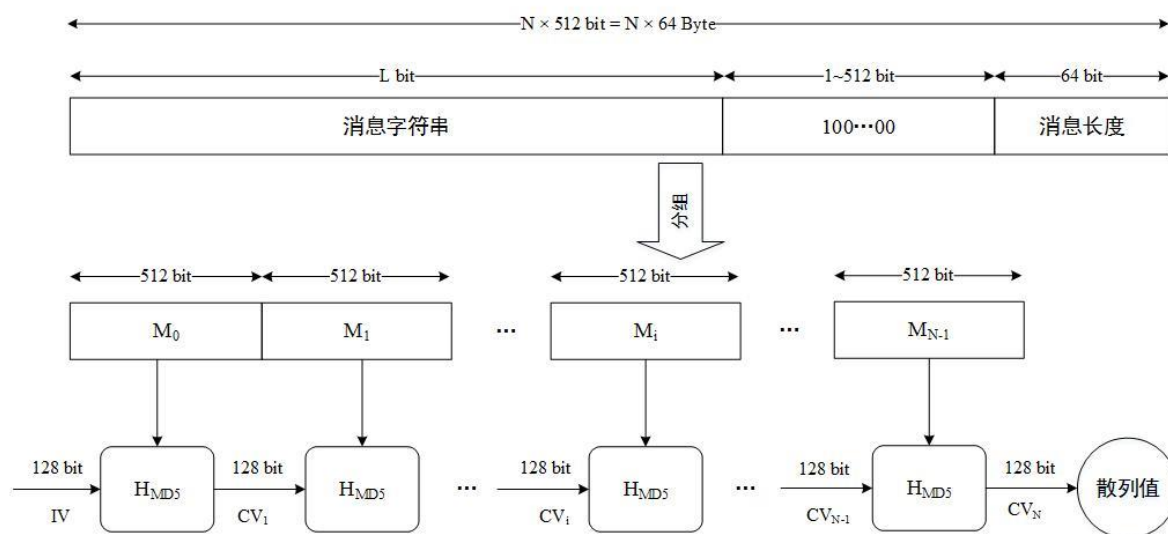 N × 512 bit = N × 64 Byte
L bit 1~512 bit 64 bit
消息字符串 100···00 消息长度
分组
512 bit 512 bit 512 bit 512 bit
M0 M1 ··· Mi ··· MN-1
128 bit 128 bit 128 bit 128 bit 128 bit
HMD5 HMD5 ··· HMD5 ··· HMD5 散列值
IV CV1 CVi CVN-1 CVN